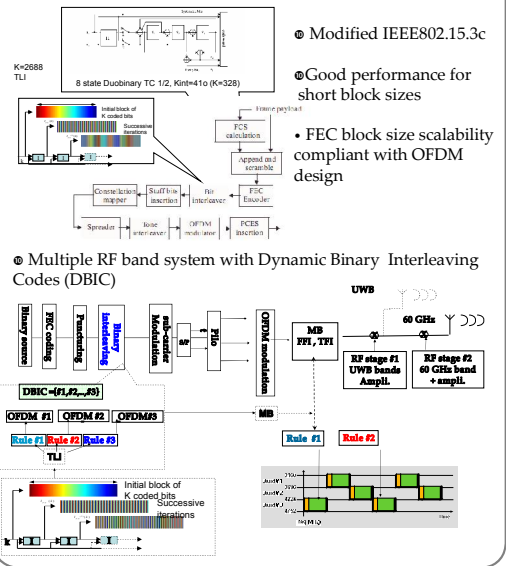 ❿ Modified IEEE802.15.3c
K=2688
TLI
8 state Duobinary TC 1/2, Kint=41o (K=328)
❿Good performance for
short block sizes
Initial block of
K coded bits
Successive
iterations
Frame payload
FCS
calculation
• FEC block size scalability
compliant with OFDM
design
Append and
scramble
Constellation
mapper
Stuff bits
insertion
Bit
interleaver
FEC
Encoder
Spreader
Tone
interleaver
OFDM
modulator
PCES
insertion
❿ Multiple RF band system with Dynamic Binary Interleaving
Codes (DBIC)
UWB
60 GHz
Binary source
FEC coding
Puncturing
Binary
interleaving
sub-carrier
Modulation
s/P
Pilo
OFDM modulation
MB
FFI , TFI
RF stage #1
UWB bands
Ampli.
RF stage #2
60 GHz band
+ ampli.
DBIC ={#1,#2,..,#3}
OFDM #1
OFDM #2
OFDM#3
MB
Rule #1
Rule #2
Rule #3
TLI
Rule #1
Rule #2
Initial block of
K coded bits
Successive
iterations
k